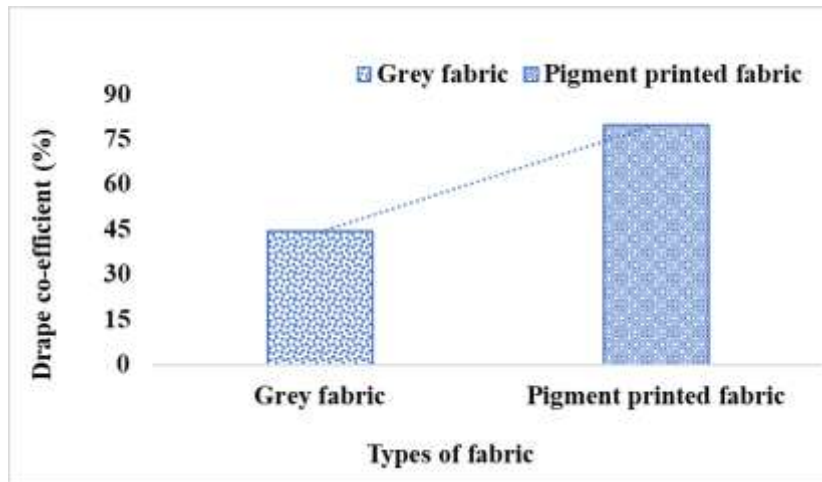 Grey fabric Pigment printed fabric
90
75
60
45
30
15
0
Drape co-efficient (%)
Grey fabric Pigment printed fabric
Types of fabric